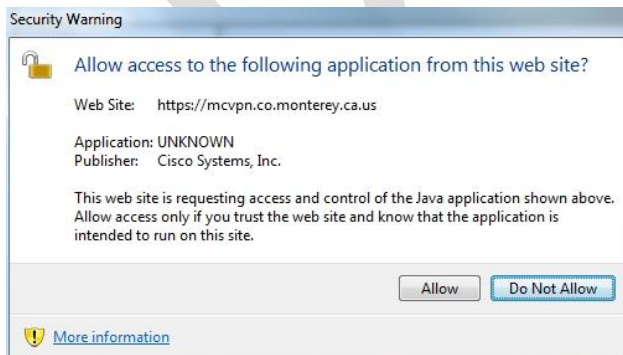 Security Warning
Allow access to the following application from this web site?
Web Site: https://mcvpn.co.monterey.ca.us
Application: UNKNOWN
Publisher: Cisco Systems, Inc.
This web site is requesting access and control of the Java application shown above.
Allow access only if you trust the web site and know that the application is
intended to run on this site.
Allow Do Not Allow
More information